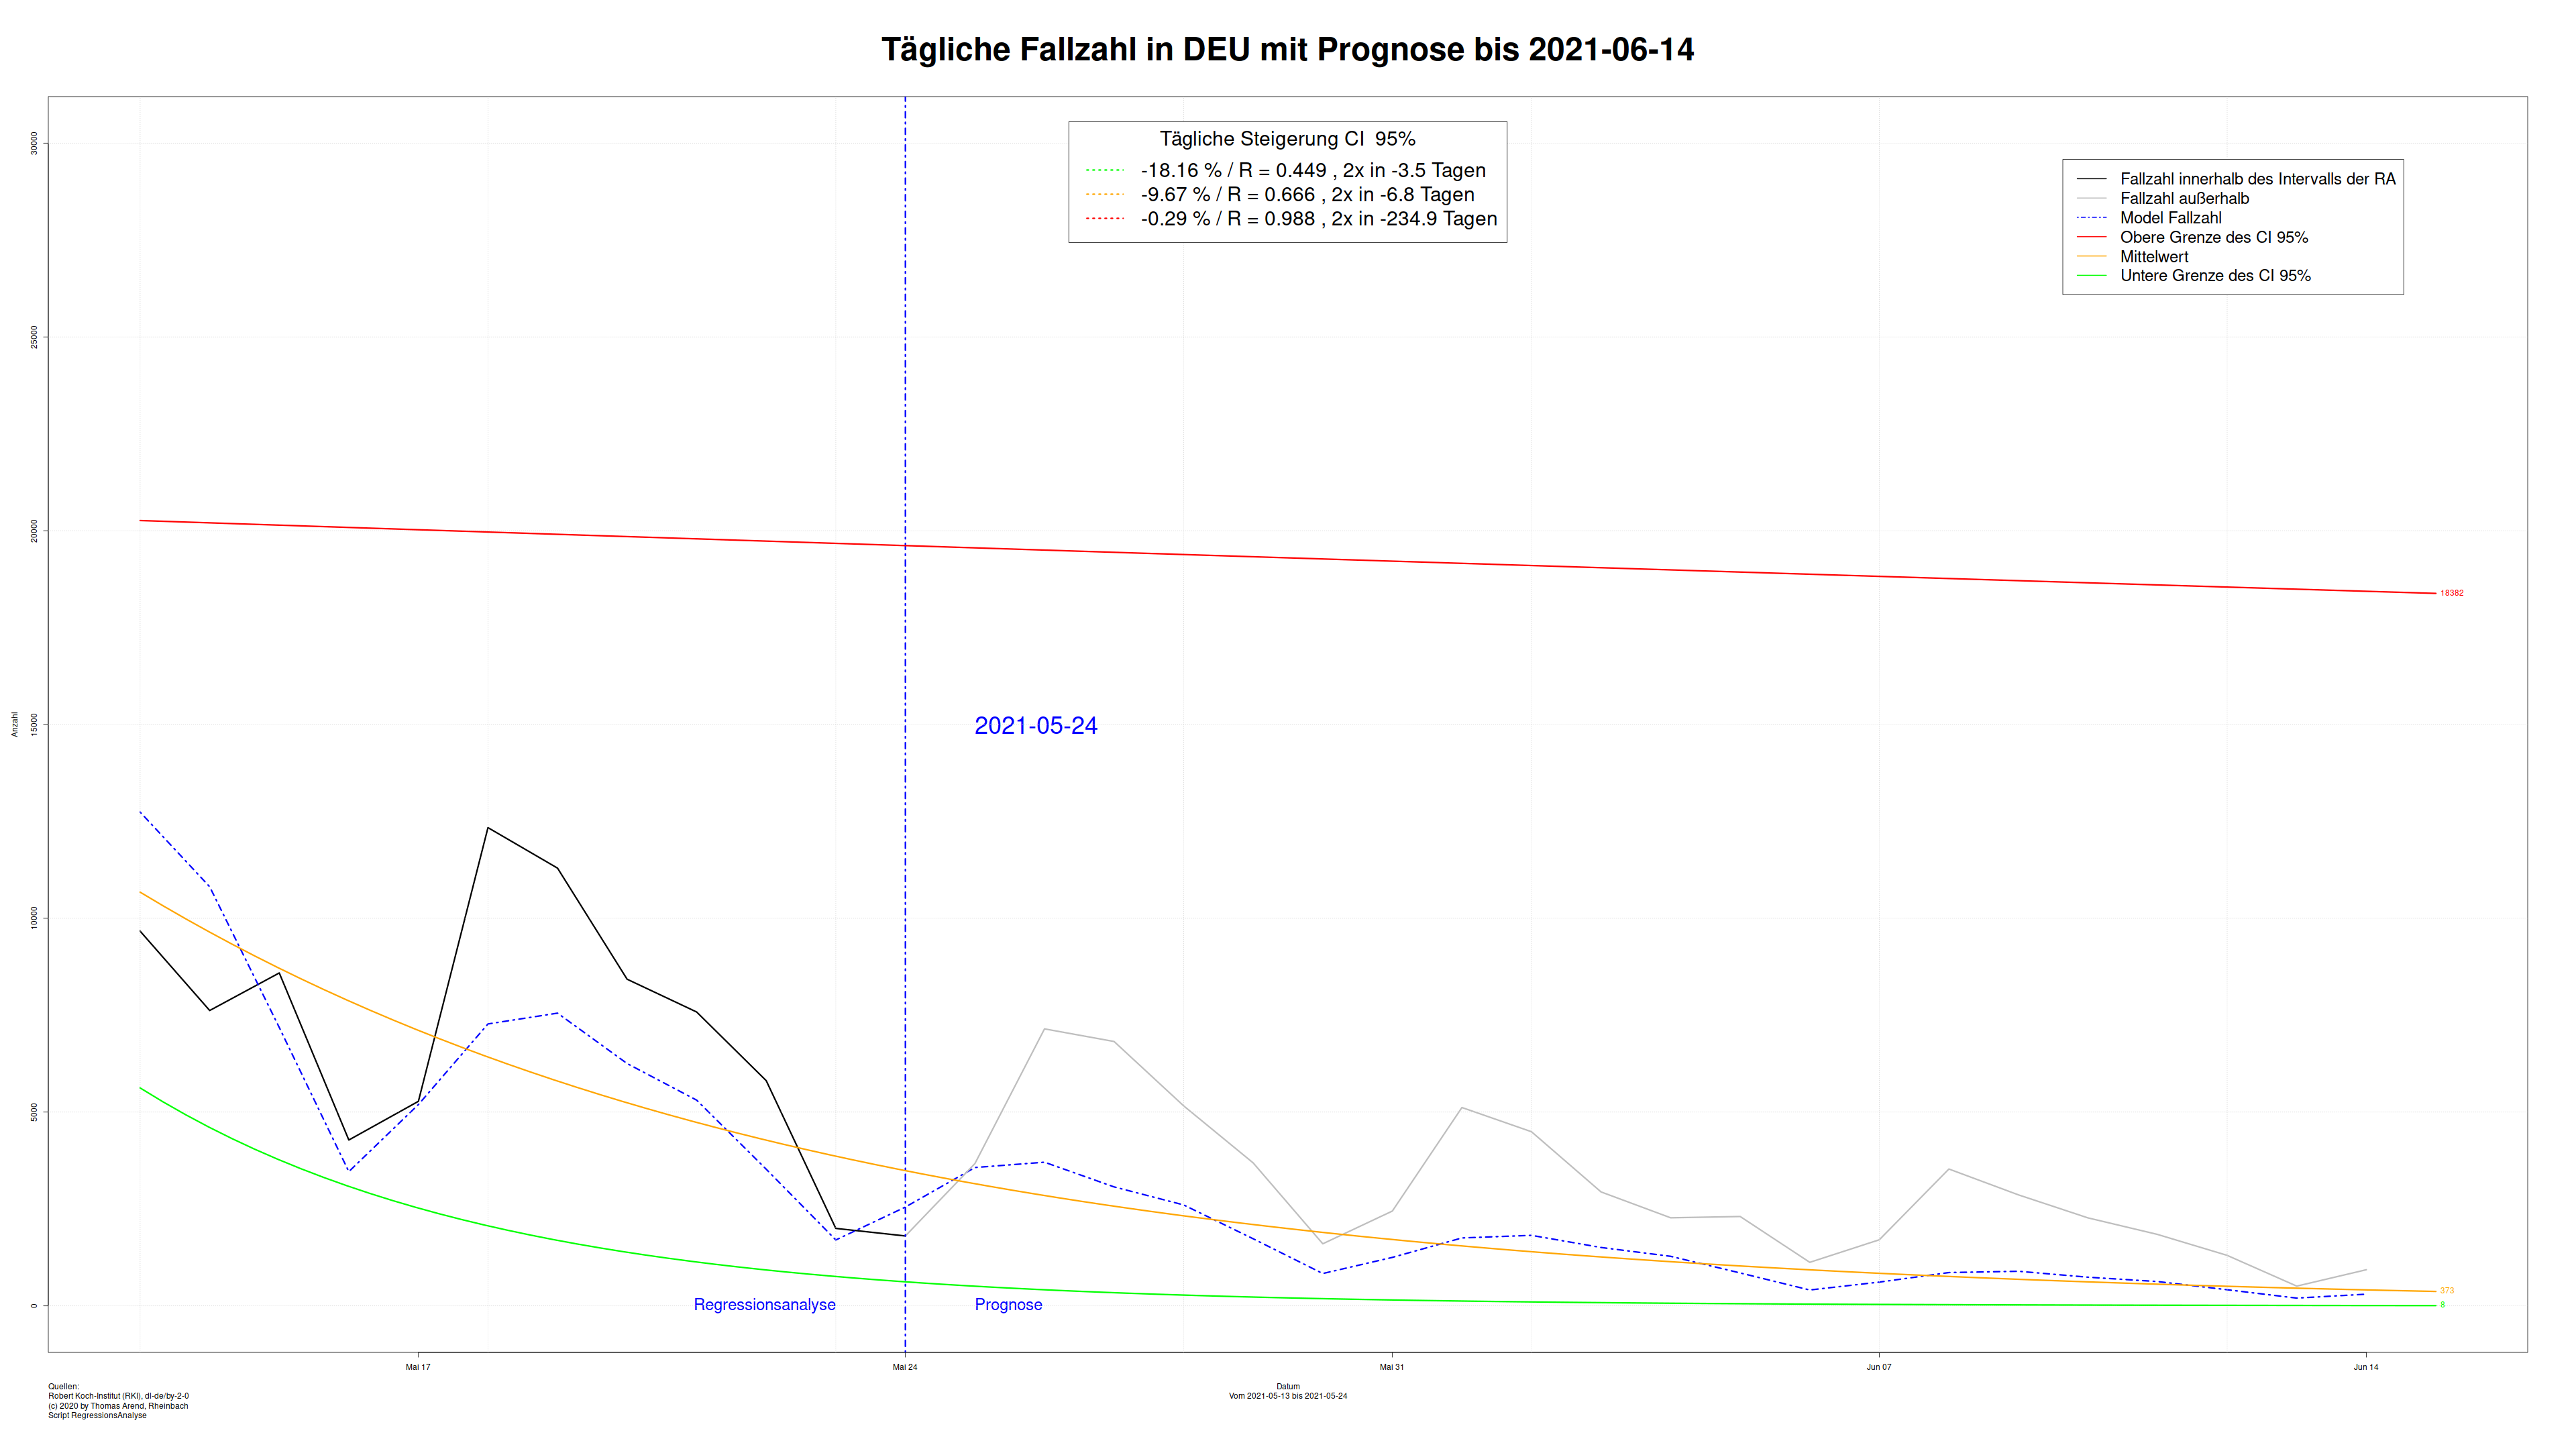 Tägliche Fallzahl in DEU mit Prognose bis 2021-06-14
Tägliche Steigerung CI  95%
-18.16 % / R = 0.449 , 2x in -3.5 Tagen
-9.67 % / R = 0.666 , 2x in -6.8 Tagen
-0.29 % / R = 0.988 , 2x in -234.9 Tagen
Fallzahl innerhalb des Intervalls der RA
Fallzahl außerhalb
Model Fallzahl
Obere Grenze des CI 95%
Mittelwert
Untere Grenze des CI 95%
30000
25000
20000
15000
10000
5000
0
Anzahl
18382
2021-05-24
373
8
Regressionsanalyse
Prognose
Mai 17
Mai 24
Mai 31
Jun 07
Jun 14
Datum
Vom 2021-05-13 bis 2021-05-24
Quellen:
Robert Koch-Institut (RKI), dl-de/by-2-0
(c) 2020 by Thomas Arend, Rheinbach
Script RegressionsAnalyse